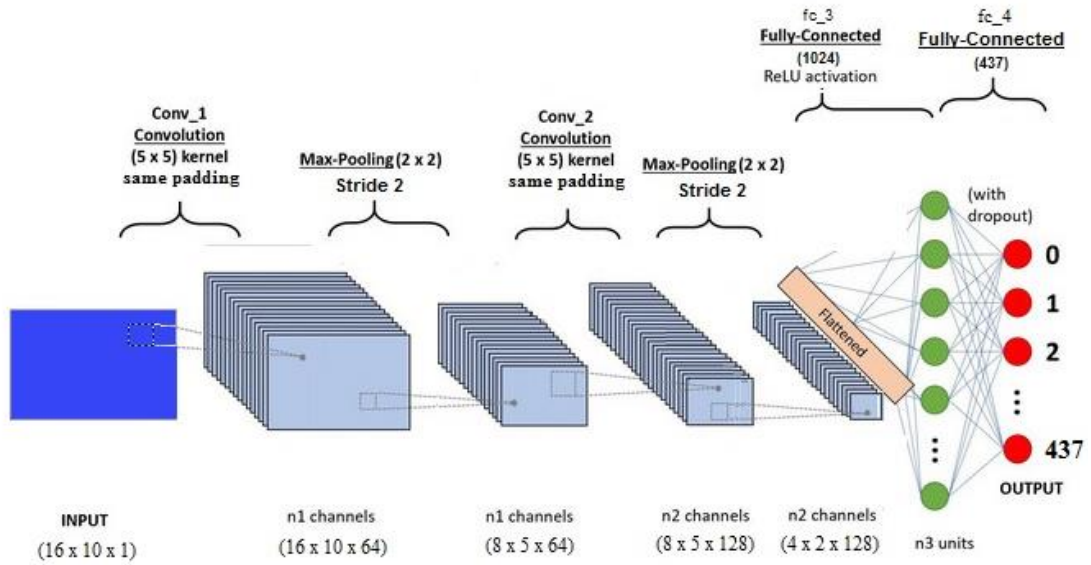 fc_3
Fully-Connected
(1024)
ReLU activation
fc_4
Fully-Connected
(437)
Conv_1
Convolution
(5 x 5) kernel
same padding
Max-Pooling (2 x 2)
Stride 2
Conv_2
Convolution
(5 x 5) kernel
same padding
Max-Pooling (2 x 2)
Stride 2
(with
dropout)
Flattened
0
1
2
...
437
OUTPUT
...
INPUT
(16 x 10 x 1)
n1 channels
(16 x 10 x 64)
n1 channels
(8 x 5 x 64)
n2 channels
(8 x 5 x 128)
n2 channels
(4 x 2 x 128)
n3 units